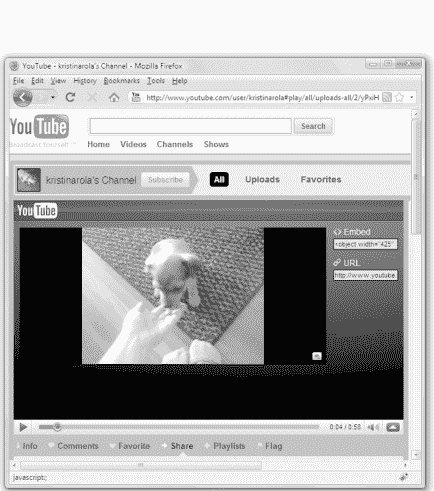 YouTube - kristinarola's Channel - Mozilla Firefox
File Edit View History Bookmarks Tools Help
http://www.youtube.com/user/kristinarola#play/all/uploads-all/2/yPxiH
YouTube
Broadcast Yourself ™
Search
Home Videos Channels Shows
kristinarola's Channel Subscribe All Uploads Favorites
YouTube
Embed
<object width="425"
URL
http://www.youtube
0:04 / 0:58
Info Comments Favorite Share Playlists Flag
javascript:;